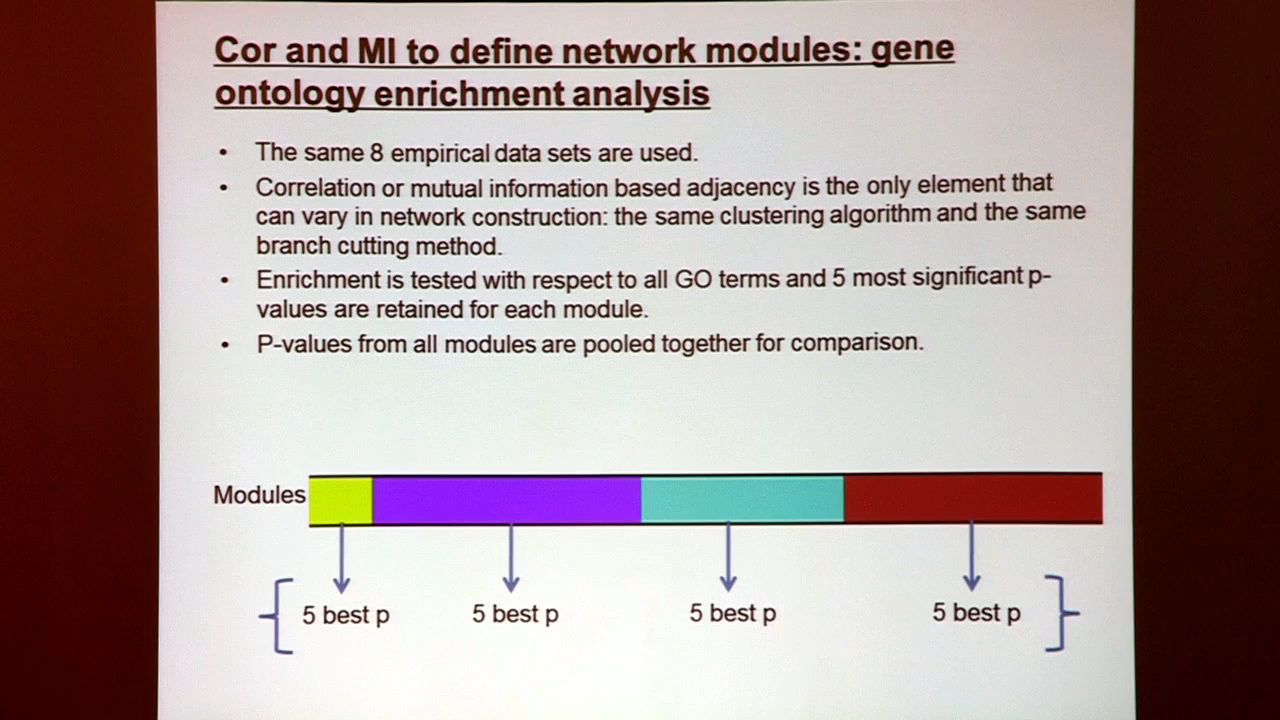 Cor and MI to define network modules: gene
ontology enrichment analysis
• The same 8 empirical data sets are used.
• Correlation or mutual information based adjacency is the only element that
can vary in network construction: the same clustering algorithm and the same
branch cutting method.
• Enrichment is tested with respect to all GO terms and 5 most significant p-
values are retained for each module.
• P-values from all modules are pooled together for comparison.
Modules
5 best p 5 best p 5 best p 5 best p